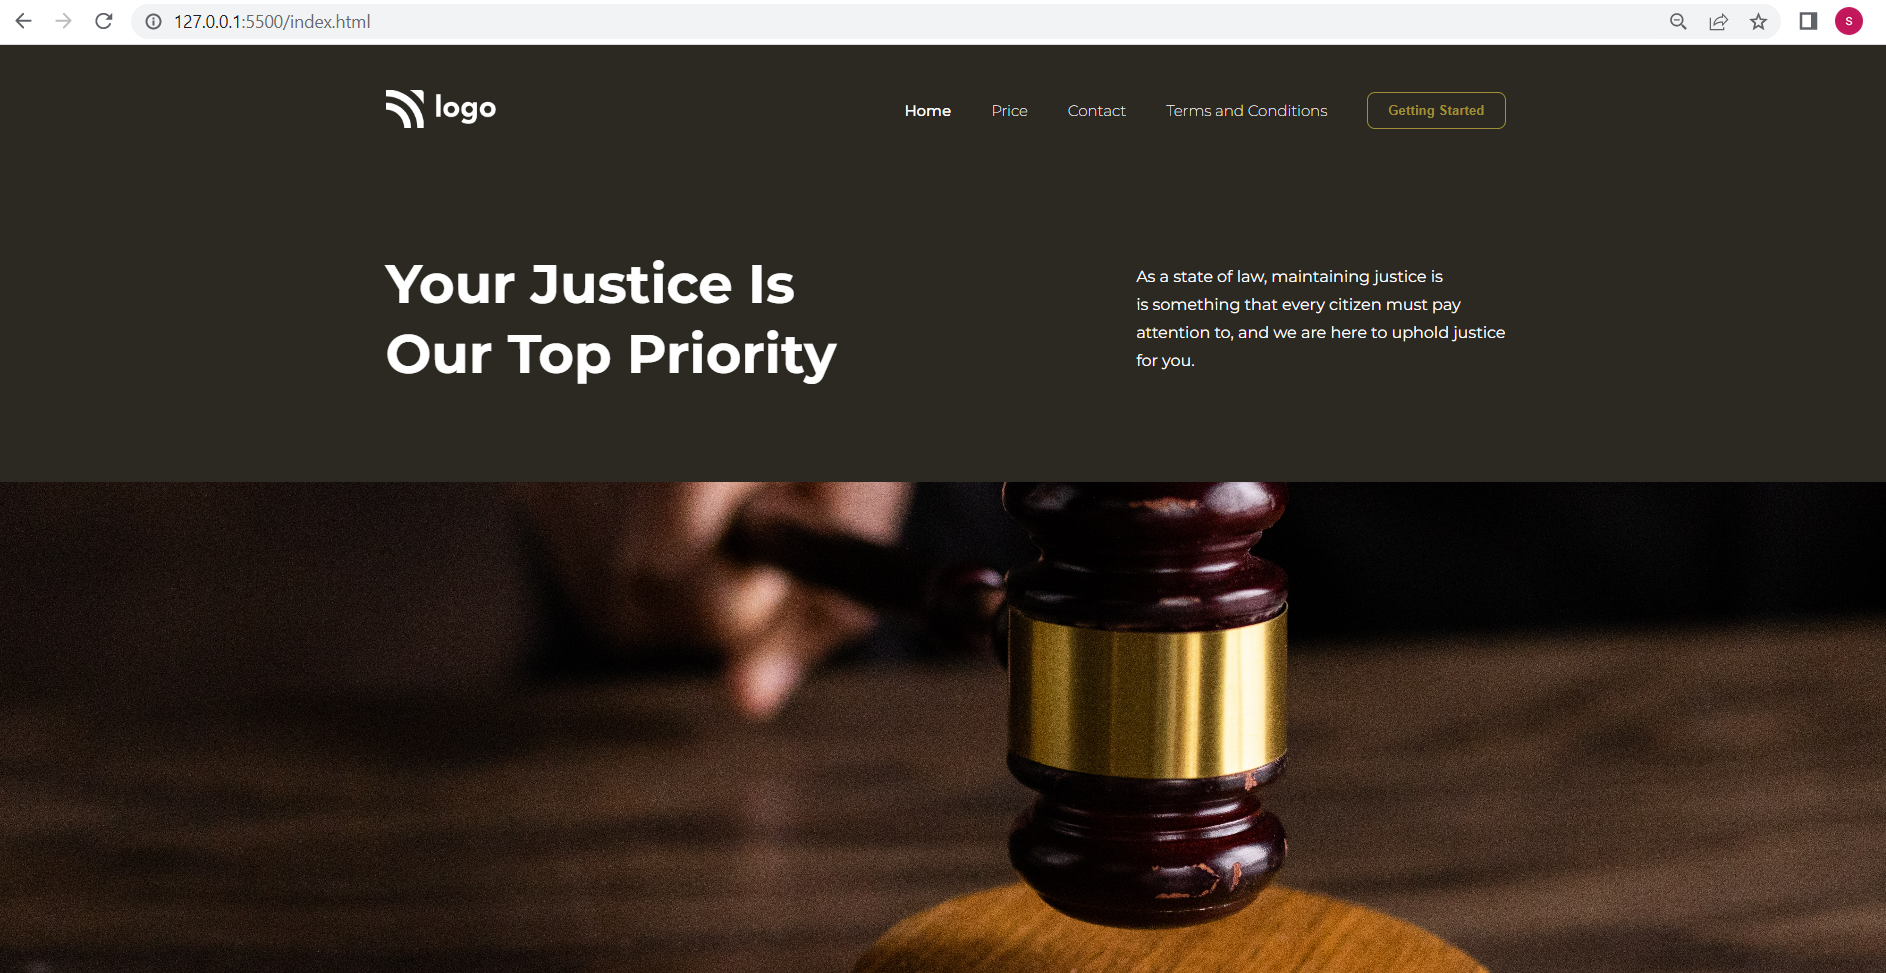 127.0.0.1:5500/index.html
S
logo
Home Price Contact Terms and Conditions Getting Started
Your Justice Is
Our Top Priority
As a state of law, maintaining justice is
is something that every citizen must pay
attention to, and we are here to uphold justice
for you.